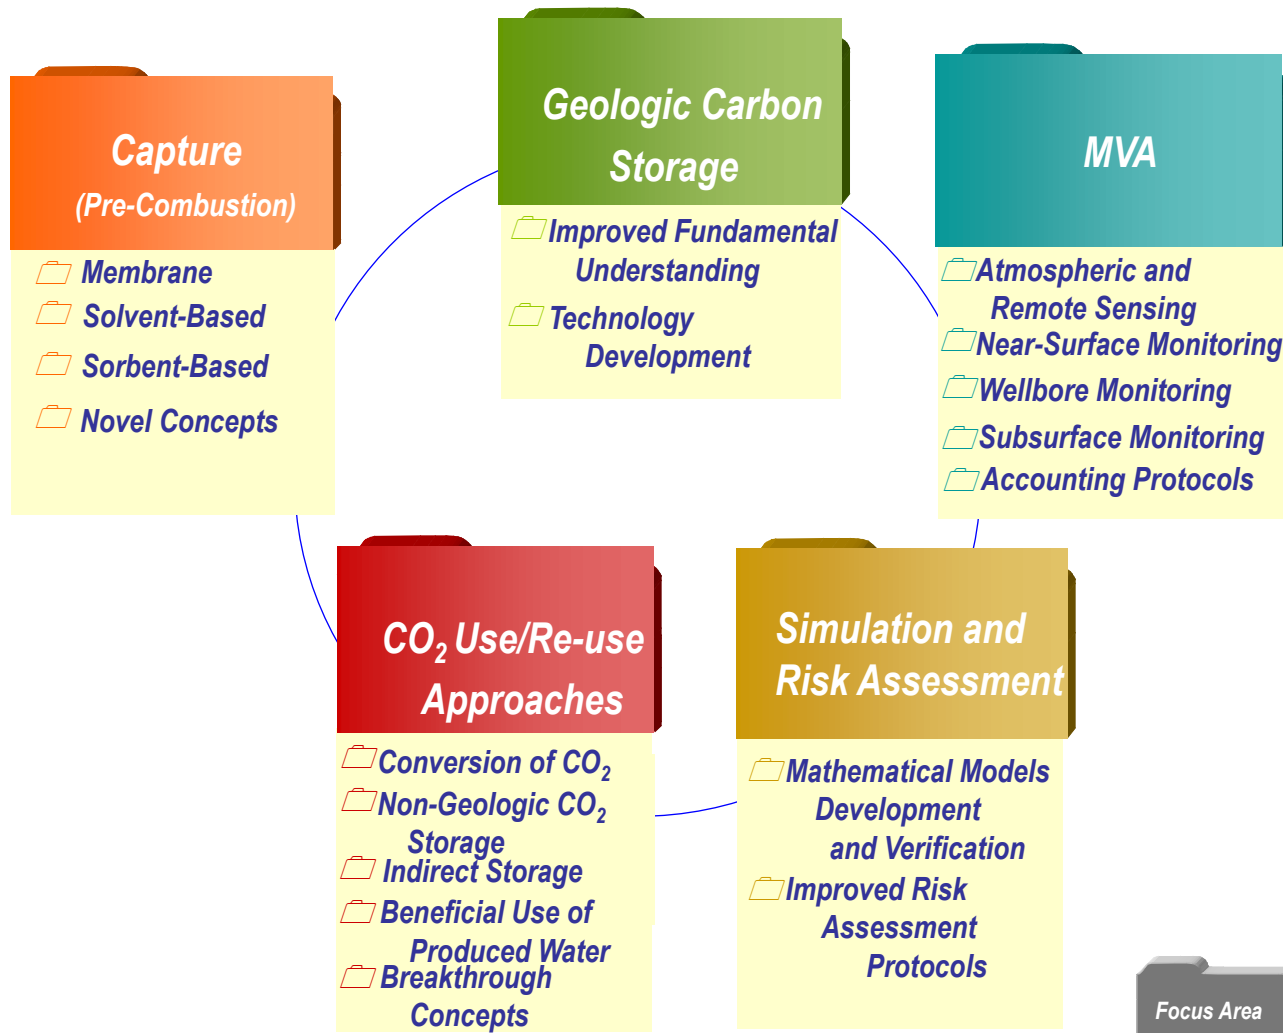 Capture
(Pre-Combustion)
Membrane
Solvent-Based
Sorbent-Based
Novel Concepts
Geologic Carbon
Storage
Improved Fundamental
Understanding
Technology
Development
MVA
Atmospheric and
Remote Sensing
Near-Surface Monitoring
Wellbore Monitoring
Subsurface Monitoring
Accounting Protocols
CO₂ Use/Re-use
Approaches
Conversion of CO₂
Non-Geologic CO₂
Storage
Indirect Storage
Beneficial Use of
Produced Water
Breakthrough
Concepts
Simulation and
Risk Assessment
Mathematical Models
Development
and Verification
Improved Risk
Assessment
Protocols
Focus Area